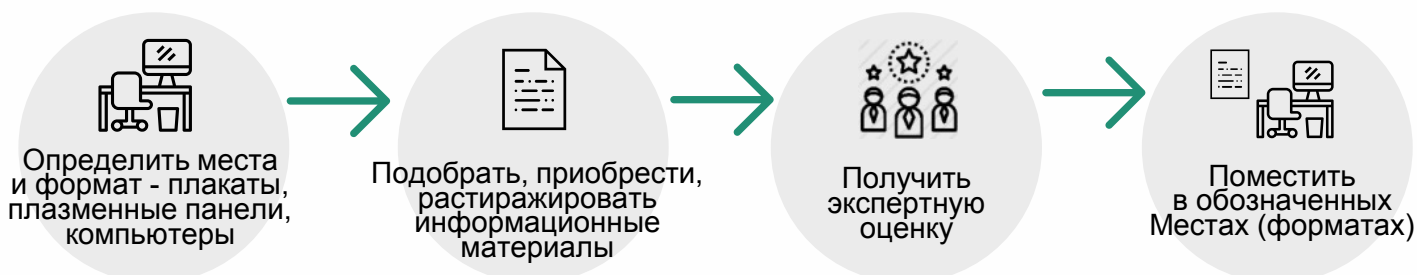 Определить места
и формат - плакаты,
плазменные панели,
компьютеры
Подобрать, приобрести,
растиражировать
информационные
материалы
Получить
экспертную
оценку
Поместить
в обозначенных
Местах (форматах)